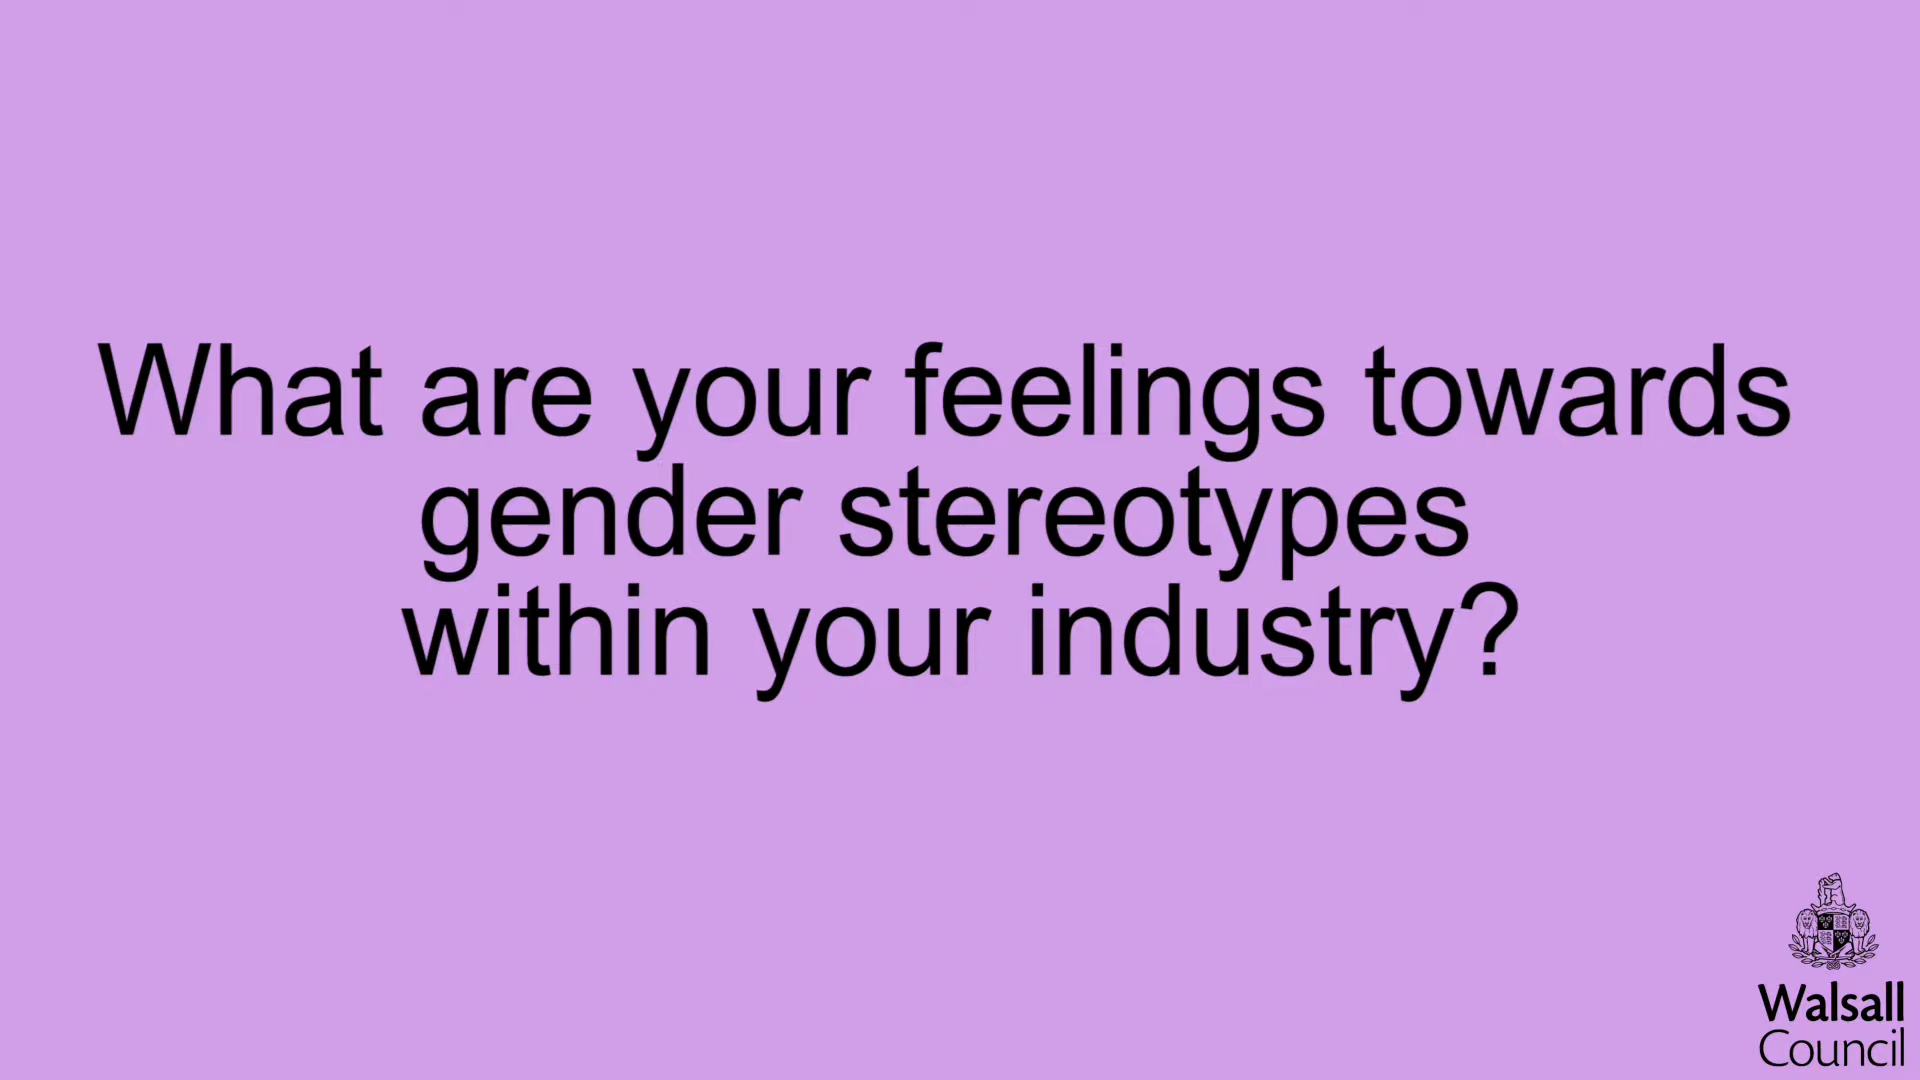 What are your feelings towards
gender stereotypes
within your industry?
Walsall
Council